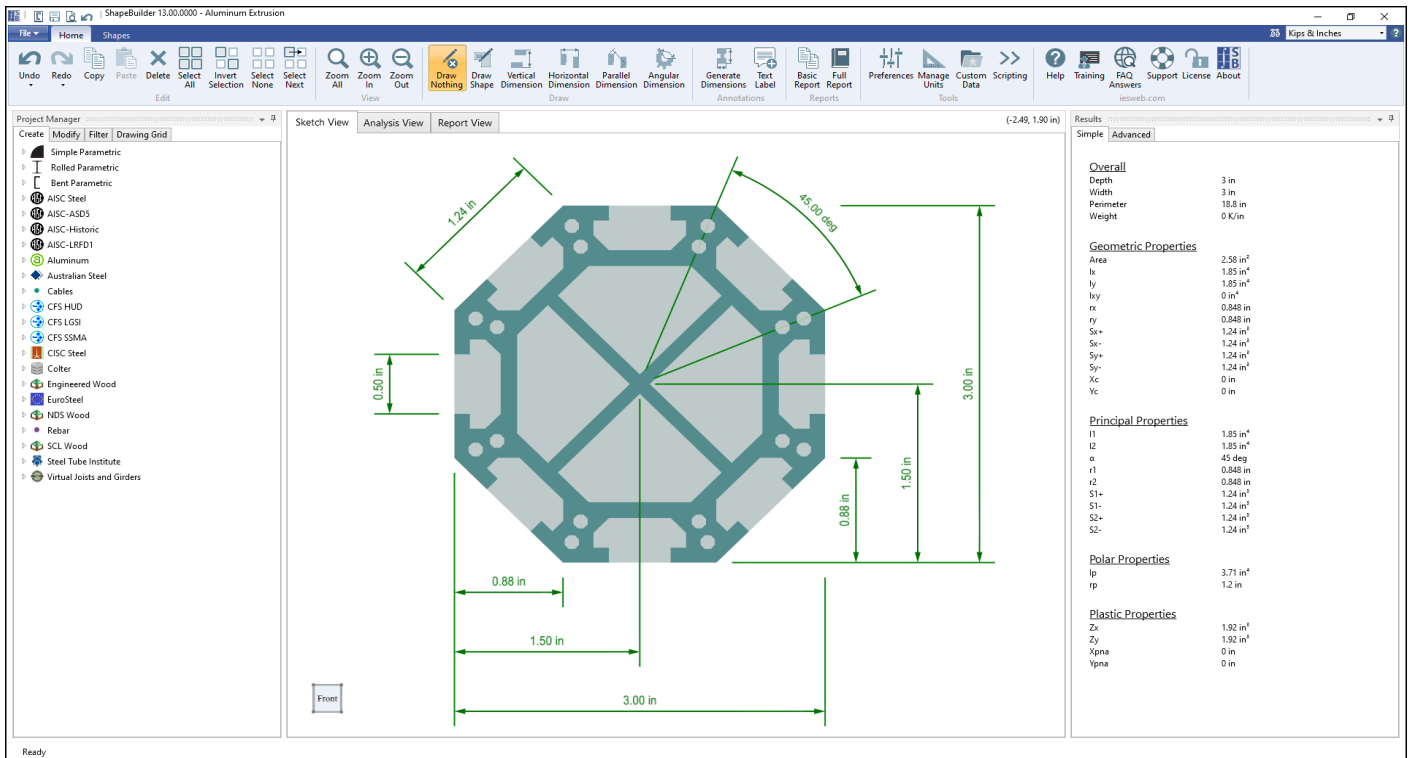 ShapeBuilder 13.00.0000 - Aluminum Extrusion
File Home Shapes Kips & Inches ?
Undo Redo Copy Paste Delete Select All Invert Selection Select None Select Next Zoom All Zoom In Zoom Out Draw Nothing Draw Shape Vertical Dimension Horizontal Dimension Parallel Dimension Angular Dimension Generate Dimensions Text Label Basic Report Full Report Preferences Manage Units Custom Data Scripting Help Training FAQ Answers Support License About
Edit View Draw Annotations Reports Tools iesweb.com
Project Manager
Create Modify Filter Drawing Grid
Simple Parametric
Rolled Parametric
Bent Parametric
AISC Steel
AISC-ASD5
AISC-Historic
AISC-LRFD1
Aluminum
Australian Steel
Cables
CFS HUD
CFS LGSI
CFS SSMA
CISC Steel
Colter
Engineered Wood
EuroSteel
NDS Wood
Rebar
SCL Wood
Steel Tube Institute
Virtual Joists and Girders
Sketch View Analysis View Report View (-2.49, 1.90 in)
1.24 in
45.00 deg
0.50 in
3.00 in
1.50 in
0.88 in
0.88 in
1.50 in
3.00 in
Front
Results
Simple Advanced
Overall
Depth 3 in
Width 3 in
Perimeter 18.8 in
Weight 0 K/in
Geometric Properties
Area 2.58 in²
Ix 1.85 in⁴
Iy 1.85 in⁴
Ixy 0 in⁴
rx 0.848 in
ry 0.848 in
Sx+ 1.24 in³
Sx- 1.24 in³
Sy+ 1.24 in³
Sy- 1.24 in³
Xc 0 in
Yc 0 in
Principal Properties
I1 1.85 in⁴
I2 1.85 in⁴
α 45 deg
r1 0.848 in
r2 0.848 in
S1+ 1.24 in³
S1- 1.24 in³
S2+ 1.24 in³
S2- 1.24 in³
Polar Properties
Ip 3.71 in⁴
rp 1.2 in
Plastic Properties
Zx 1.92 in³
Zy 1.92 in³
Xpna 0 in
Ypna 0 in
Ready